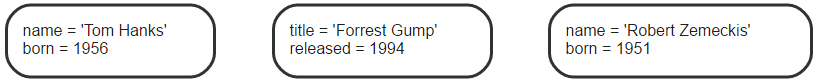 name = 'Tom Hanks'
born = 1956
title = 'Forrest Gump'
released = 1994
name = 'Robert Zemeckis'
born = 1951